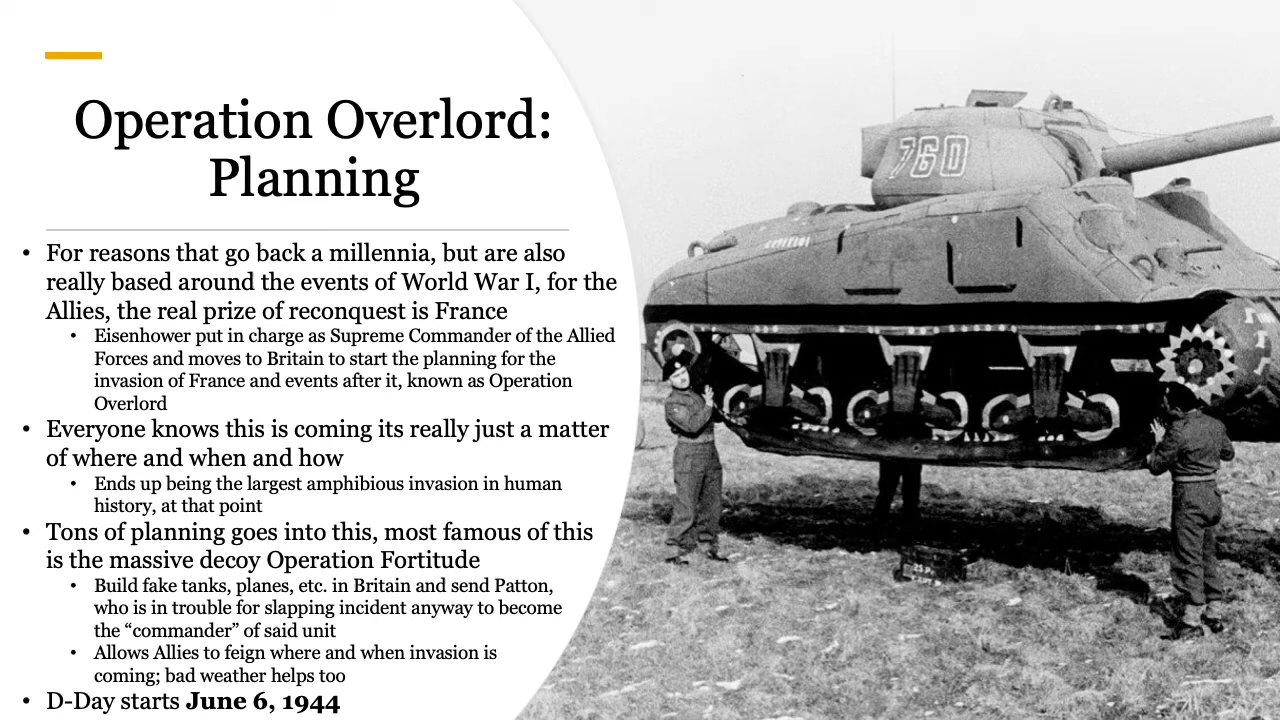 Operation Overlord:
Planning
• For reasons that go back a millennia, but are also
really based around the events of World War I, for the
Allies, the real prize of reconquest is France
• Eisenhower put in charge as Supreme Commander of the Allied
Forces and moves to Britain to start the planning for the
invasion of France and events after it, known as Operation
Overlord
• Everyone knows this is coming its really just a matter
of where and when and how
• Ends up being the largest amphibious invasion in human
history, at that point
• Tons of planning goes into this, most famous of this
is the massive decoy Operation Fortitude
• Build fake tanks, planes, etc. in Britain and send Patton,
who is in trouble for slapping incident anyway to become
the “commander” of said unit
• Allows Allies to feign where and when invasion is
coming; bad weather helps too
• D-Day starts June 6, 1944
760